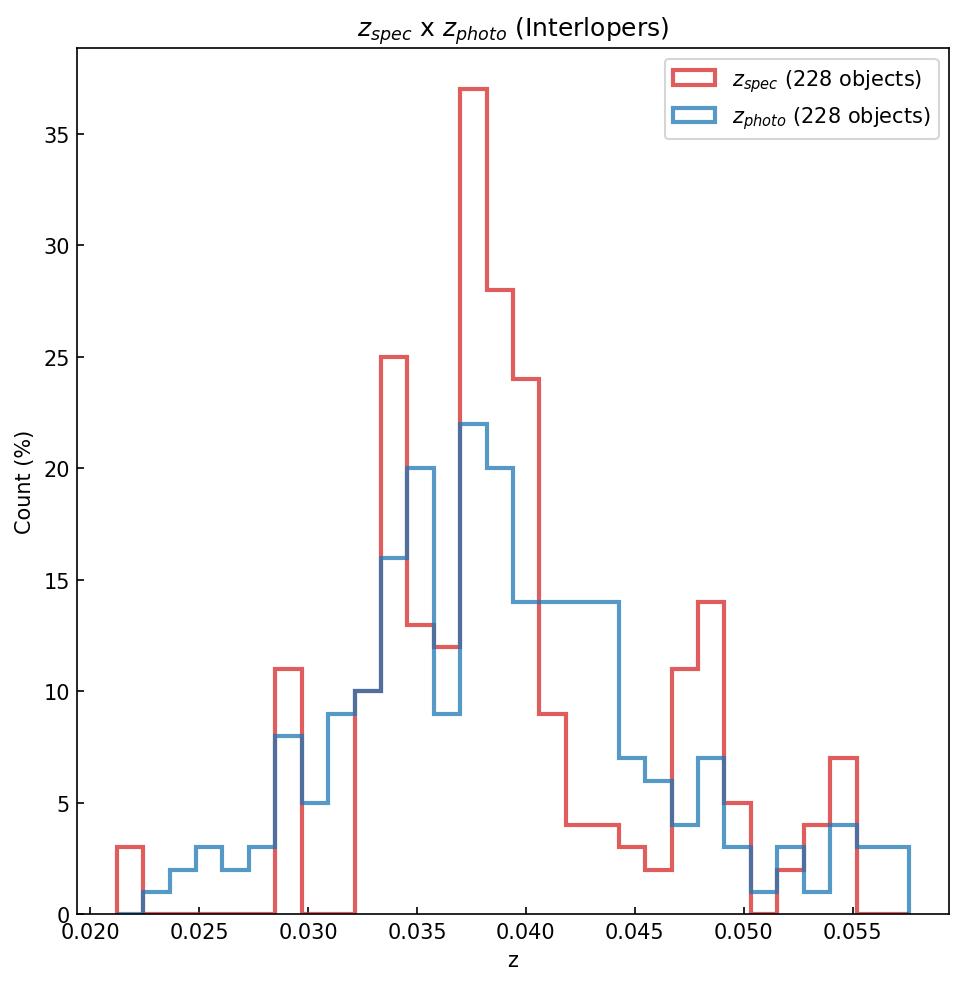 z_spec x z_photo (Interlopers)
z_spec (228 objects)
z_photo (228 objects)
Count (%)
35
30
25
20
15
10
5
0
0.020 0.025 0.030 0.035 0.040 0.045 0.050 0.055
z